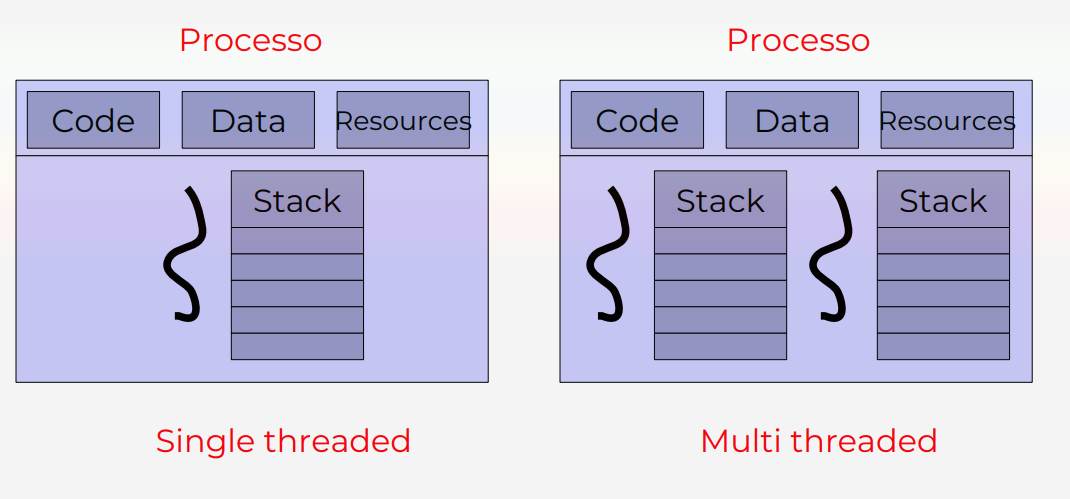 Processo
Code
Data
Resources
Stack
Single threaded
Processo
Code
Data
Resources
Stack
Stack
Multi threaded